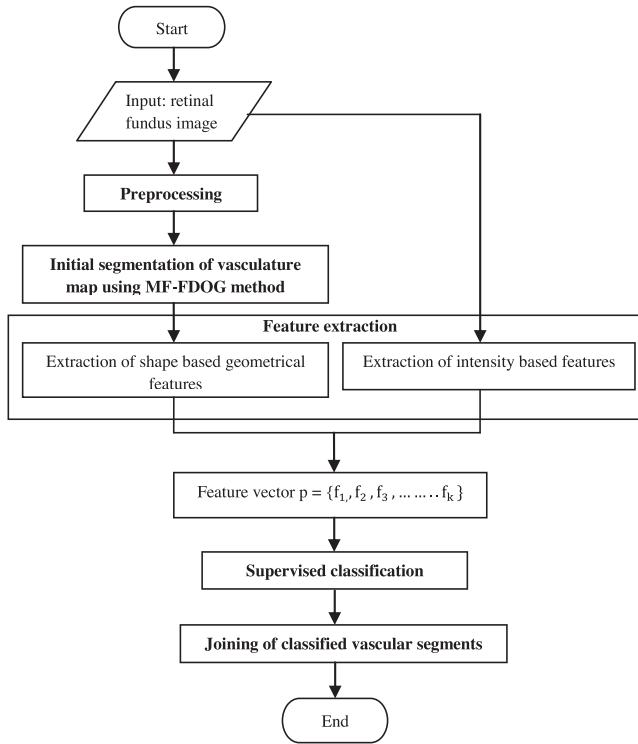 Start
Input: retinal
fundus image
Preprocessing
Initial segmentation of vasculature
map using MF-FDOG method
Feature extraction
Extraction of shape based geometrical
features
Extraction of intensity based features
Feature vector p = {f1,, f2 , f3 , ... ... . . fk }
Supervised classification
Joining of classified vascular segments
End